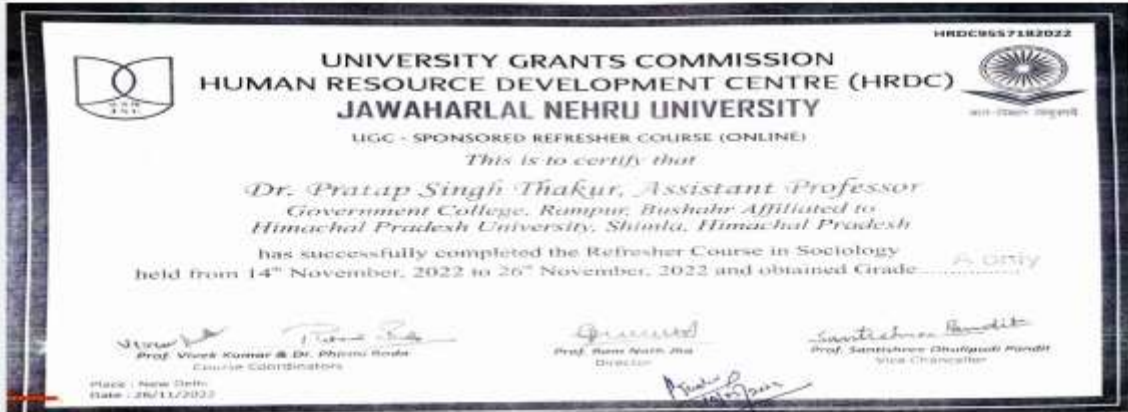 HRDC9557182022
UNIVERSITY GRANTS COMMISSION
HUMAN RESOURCE DEVELOPMENT CENTRE (HRDC)
JAWAHARLAL NEHRU UNIVERSITY
UGC - SPONSORED REFRESHER COURSE (ONLINE)
This is to certify that
Dr. Pratap Singh Thakur, Assistant Professor
Government College, Rampur, Bushahr Affiliated to
Himachal Pradesh University, Shimla, Himachal Pradesh
has successfully completed the Refresher Course in Sociology
held from 14th November, 2022 to 26th November, 2022 and obtained Grade A only
Santishree Pandit
Prof. Vivek Kumar & Dr. Phirmi Bodo
Course Coordinators
Prof. Ram Nath Jha
Director
Prof. Santishree Dhulipudi Pandit
Vice Chancellor
Place : New Delhi
Date : 26/11/2022